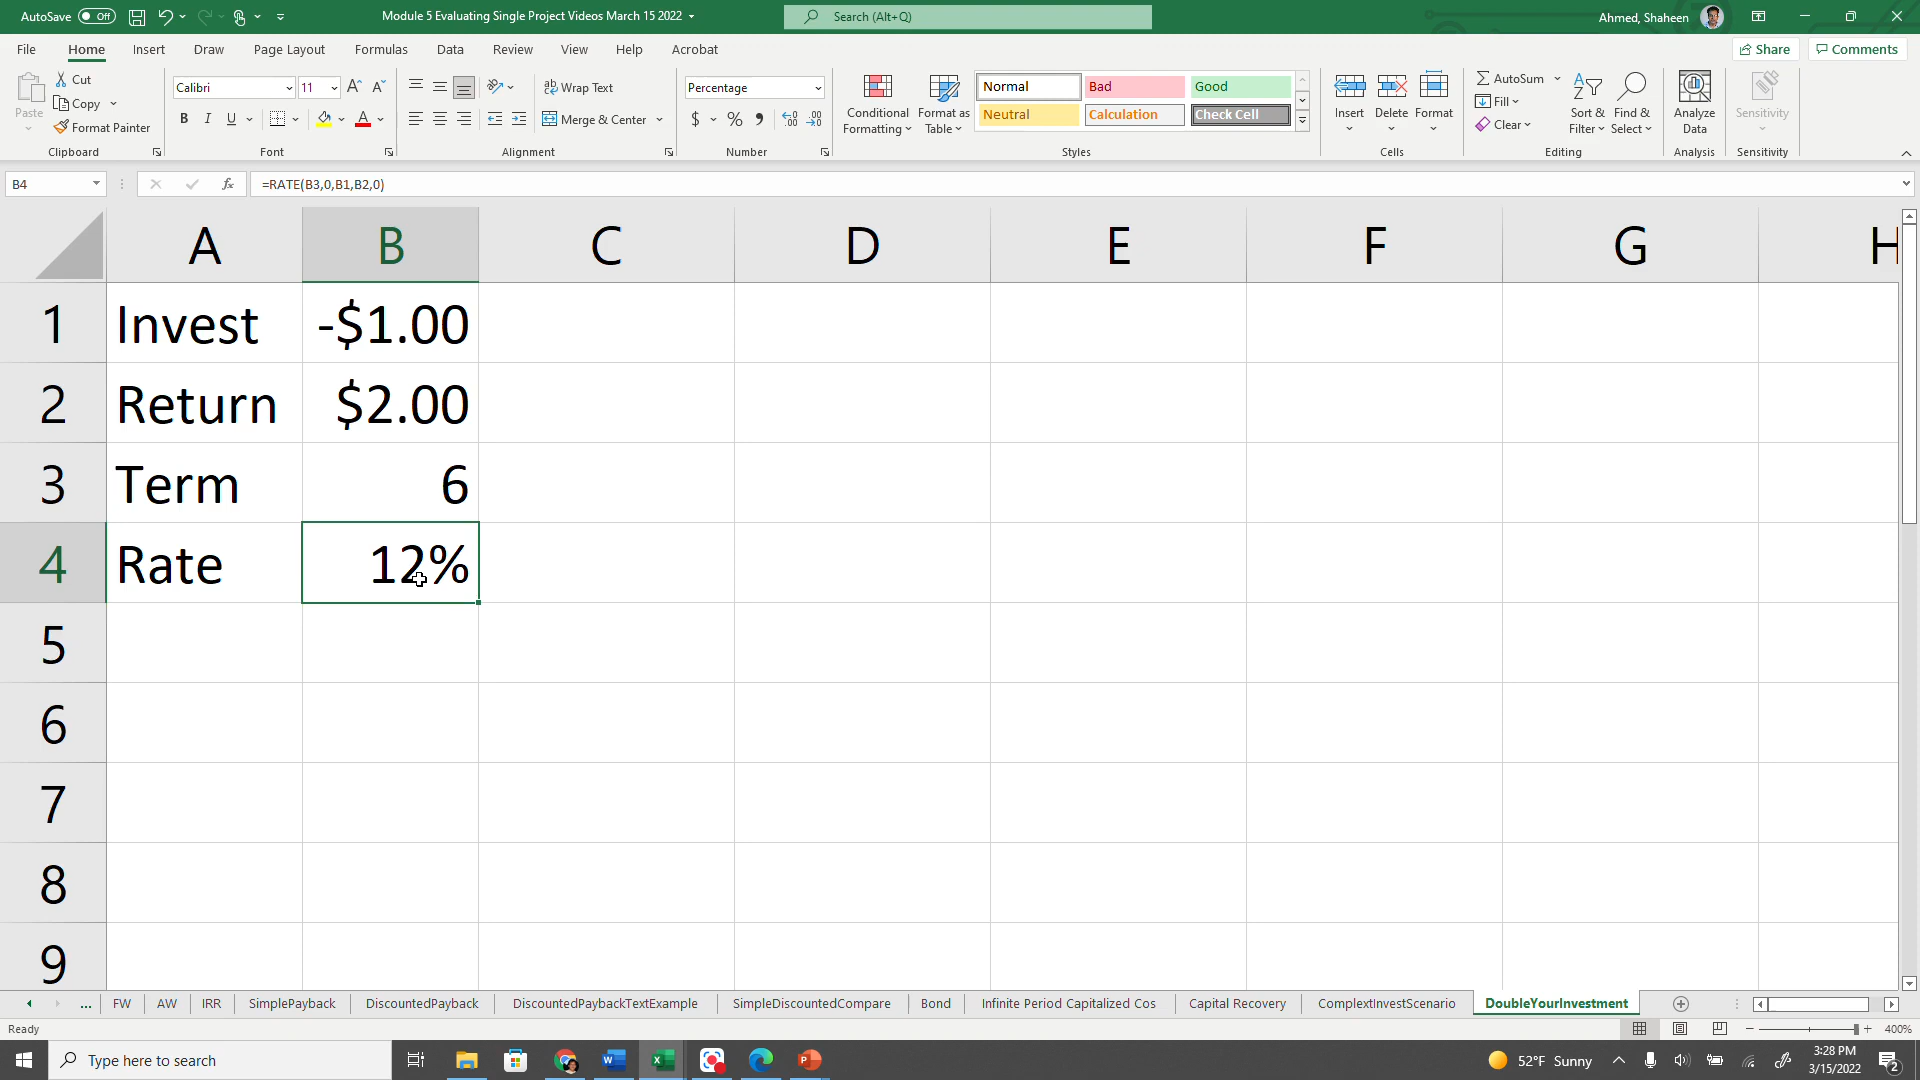 AutoSave Off Module 5 Evaluating Single Project Videos March 15 2022 Search (Alt+Q) Ahmed, Shaheen
File Home Insert Draw Page Layout Formulas Data Review View Help Acrobat Share Comments
Paste Cut Copy Format Painter
Clipboard
Calibri 11
B I U A A A
Font
Wrap Text
Merge & Center
Alignment
Percentage
$ % 9
Number
Conditional Formatting
Format as Table
Normal Bad Good
Neutral Calculation Check Cell
Styles
Insert Delete Format
Cells
AutoSum
Fill
Clear
Sort & Filter
Find & Select
Editing
Analyze Data
Analysis
Sensitivity
Sensitivity
B4 fx =RATE(B3,0,B1,B2,0)
A B C D E F G H
1 Invest -$1.00
2 Return $2.00
3 Term 6
4 Rate 12%
5
6
7
8
9
... FW AW IRR SimplePayback DiscountedPayback DiscountedPaybackTextExample SimpleDiscountedCompare Bond Infinite Period Capitalized Cos Capital Recovery ComplextInvestScenario DoubleYourInvestment
Ready 400%
Type here to search 52°F Sunny 3:28 PM
3/15/2022 2